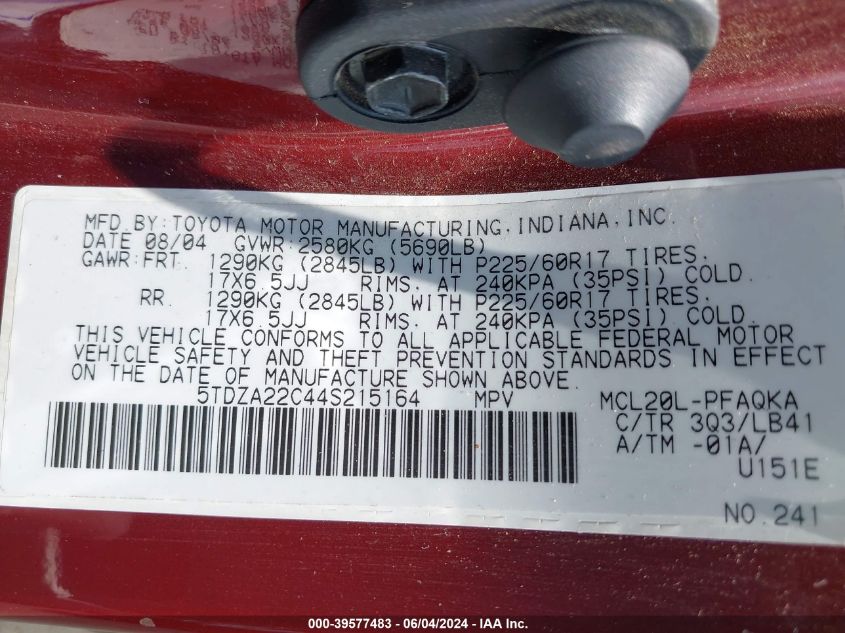 MFD. BY: TOYOTA MOTOR MANUFACTURING, INDIANA, INC.
DATE 08/04 GVWR: 2580KG (5690LB)
GAWR: FRT. 1290KG (2845LB) WITH P225/60R17 TIRES.
17X6.5JJ RIMS. AT 240KPA (35PSI) COLD.
RR. 1290KG (2845LB) WITH P225/60R17 TIRES.
17X6.5JJ RIMS. AT 240KPA (35PSI) COLD.
THIS VEHICLE CONFORMS TO ALL APPLICABLE FEDERAL MOTOR
VEHICLE SAFETY AND THEFT PREVENTION STANDARDS IN EFFECT
ON THE DATE OF MANUFACTURE SHOWN ABOVE.
5TDZA22C44S215164 MPV MCL20L-PFAQKA
C/TR 3Q3/LB41
A/TM -01A/
U151E
NO. 241
000-39577483 - 06/04/2024 - IAAI.com